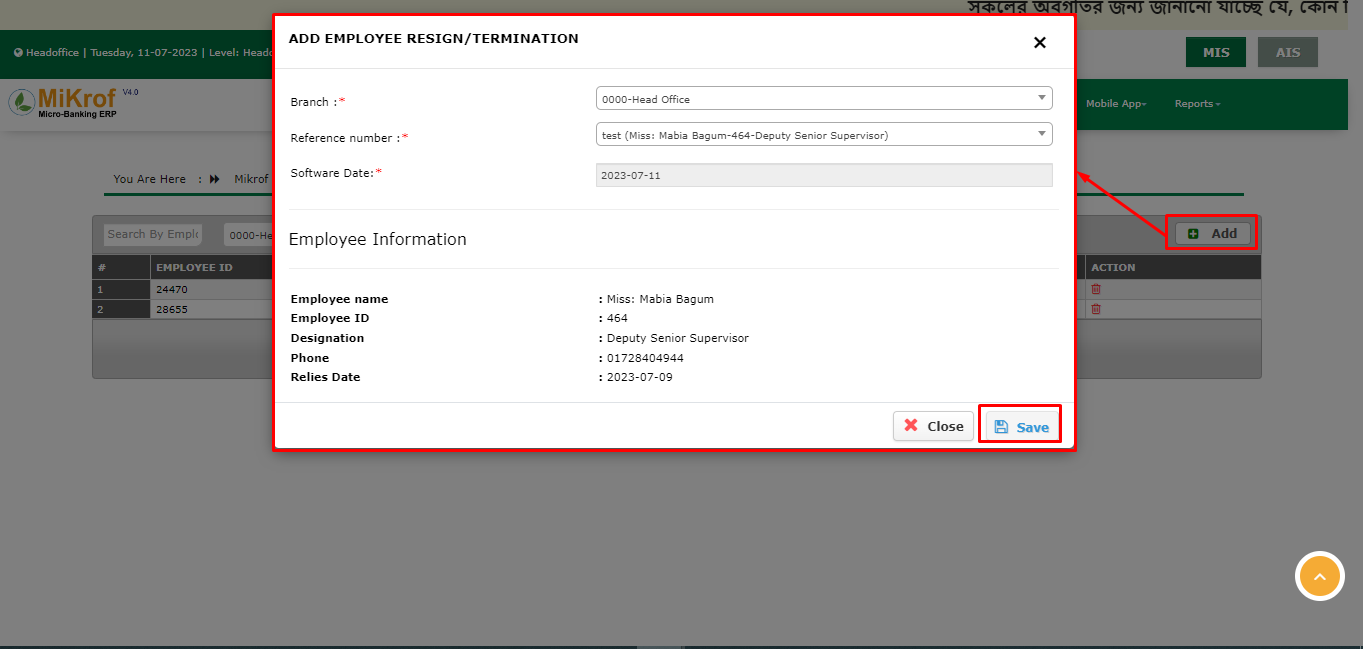 সকলের অবগতির জন্য জানানো যাচ্ছে যে, কোন
Headoffice | Tuesday, 11-07-2023 | Level:
MIS
AIS
MiKrof V4.0
Micro-Banking ERP
Mobile App
Reports
You Are Here : Mikrof
Search By Empl
0000-He
Add
# EMPLOYEE ID ACTION
1 24470
2 28655
ADD EMPLOYEE RESIGN/TERMINATION
Branch :* 0000-Head Office
Reference number :* test (Miss: Mabia Bagum-464-Deputy Senior Supervisor)
Software Date:* 2023-07-11
Employee Information
Employee name : Miss: Mabia Bagum
Employee ID : 464
Designation : Deputy Senior Supervisor
Phone : 01728404944
Relies Date : 2023-07-09
Close
Save